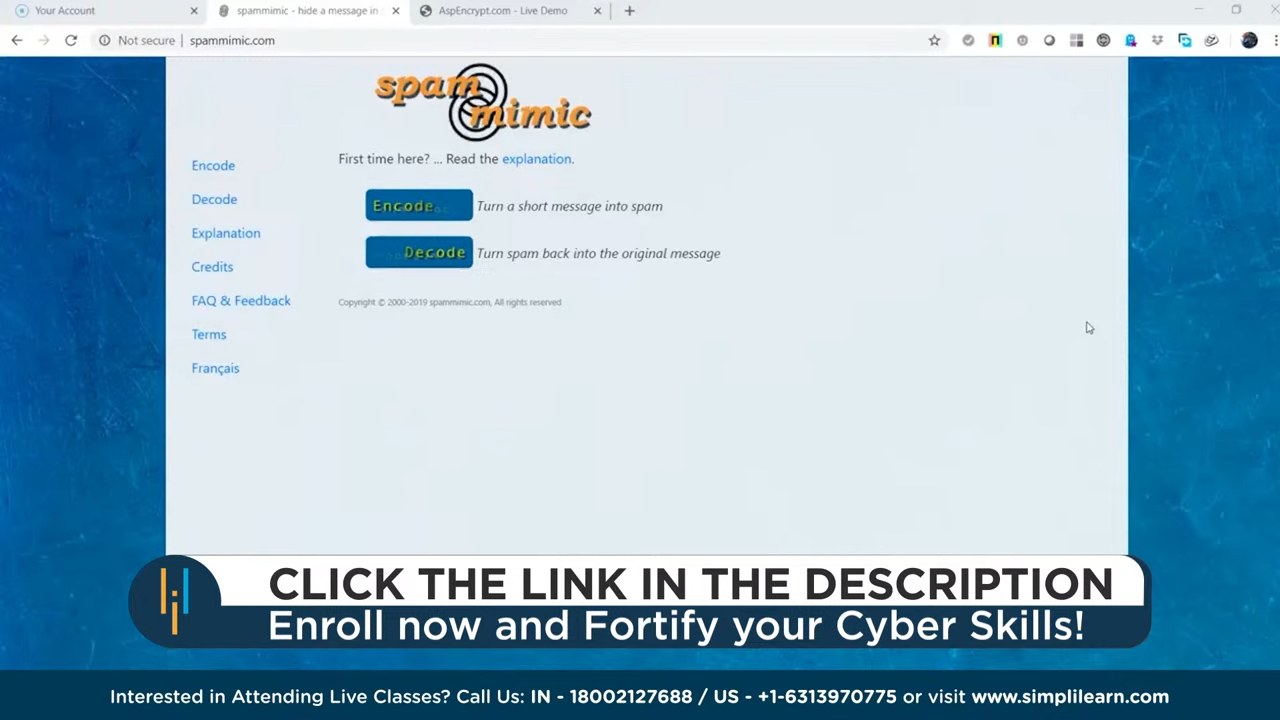 Your Account
spammimic - hide a message in
AspEncrypt.com - Live Demo
Not secure | spammimic.com
spam
mimic
First time here? ... Read the explanation.
Encode
Decode
Explanation
Credits
FAQ & Feedback
Terms
Français
Encode Turn a short message into spam
Decode Turn spam back into the original message
Copyright © 2000-2019 spammimic.com, All rights reserved
CLICK THE LINK IN THE DESCRIPTION
Enroll now and Fortify your Cyber Skills!
Interested in Attending Live Classes? Call Us: IN - 18002127688 / US - +1-6313970775 or visit www.simplilearn.com